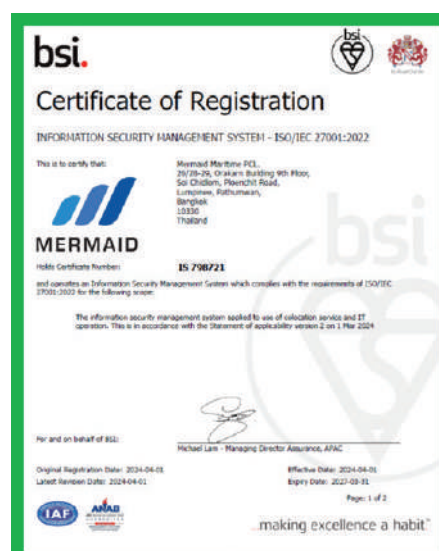 bsi.
bsi
Certificate of Registration
INFORMATION SECURITY MANAGEMENT SYSTEM - ISO/IEC 27001:2022
This is to certify that:
Mermaid Maritime PCL.
29/28-29, Orakarn Building 9th Floor,
Soi Chidlom, Ploenchit Road,
Lumpinee, Pathumwan,
Bangkok
10330
Thailand
MERMAID
Holds Certificate Number:
IS 798721
and operates an Information Security Management System which complies with the requirements of ISO/IEC
27001:2022 for the following scope:
The information security management system applied to use of colocation service and IT
operation. This is in accordance with the Statement of applicability version 2 on 1 Mar 2024
For and on behalf of BSI:
Michael Lam - Managing Director Assurance, APAC
Original Registration Date: 2024-04-01
Effective Date: 2024-04-01
Latest Revision Date: 2024-04-01
Expiry Date: 2027-03-31
Page: 1 of 2
IAF
ANAB
...making excellence a habit.™
bsi